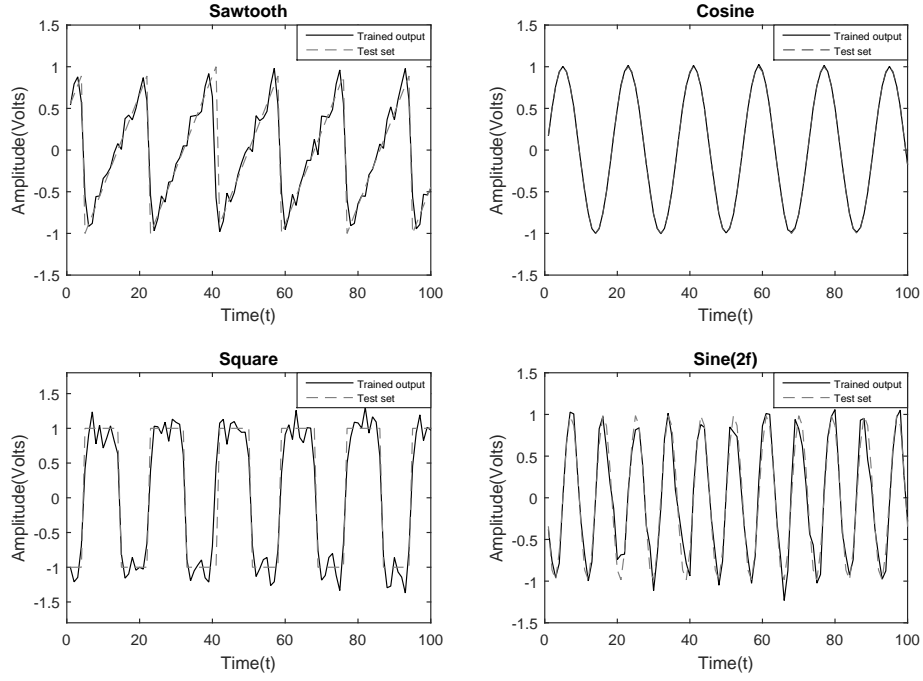 Sawtooth
1.5
1
0.5
0
-0.5
-1
-1.5
Amplitude(Volts)
0 20 40 60 80 100
Time(t)
Trained output
Test set
Cosine
1.5
1
0.5
0
-0.5
-1
-1.5
Amplitude(Volts)
0 20 40 60 80 100
Time(t)
Trained output
Test set
Square
1.5
1
0.5
0
-0.5
-1
-1.5
Amplitude(Volts)
0 20 40 60 80 100
Time(t)
Trained output
Test set
Sine(2f)
1.5
1
0.5
0
-0.5
-1
-1.5
Amplitude(Volts)
0 20 40 60 80 100
Time(t)
Trained output
Test set